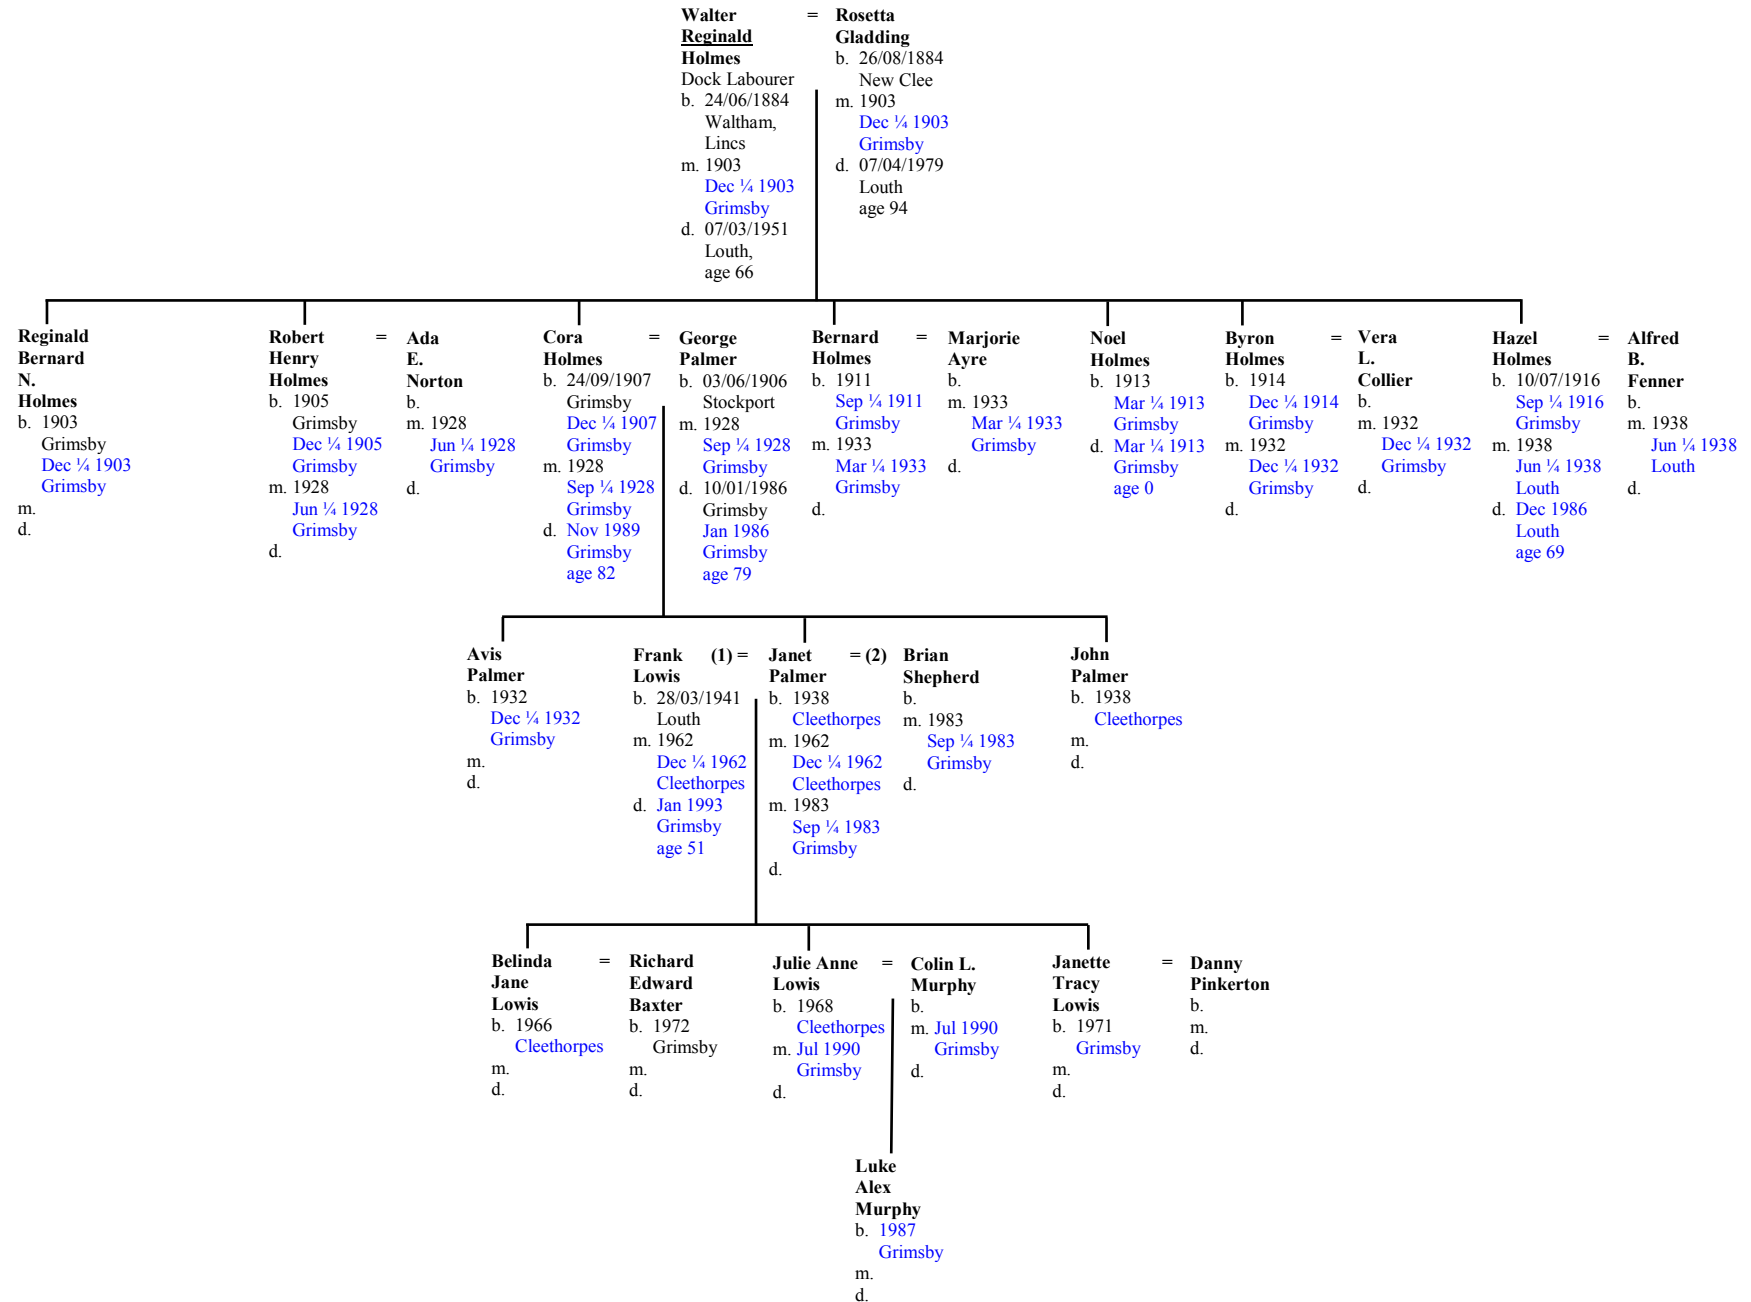 Walter
Reginald
Holmes
Dock Labourer
b. 24/06/1884
Waltham,
Lincs
m. 1903
Dec ¼ 1903
Grimsby
d. 07/03/1951
Louth,
age 66
=
Rosetta
Gladding
b. 26/08/1884
New Clee
m. 1903
Dec ¼ 1903
Grimsby
d. 07/04/1979
Louth
age 94
Reginald
Bernard
N.
Holmes
b. 1903
Grimsby
Dec ¼ 1903
Grimsby
m.
d.
Robert
Henry
Holmes
b. 1905
Grimsby
Dec ¼ 1905
Grimsby
m. 1928
Jun ¼ 1928
Grimsby
d.
=
Ada
E.
Norton
b.
m. 1928
Jun ¼ 1928
Grimsby
d.
Cora
Holmes
b. 24/09/1907
Grimsby
Dec ¼ 1907
Grimsby
m. 1928
Sep ¼ 1928
Grimsby
d. Nov 1989
Grimsby
age 82
=
George
Palmer
b. 03/06/1906
Stockport
m. 1928
Sep ¼ 1928
Grimsby
d. 10/01/1986
Grimsby
Jan 1986
Grimsby
age 79
Bernard
Holmes
b. 1911
Sep ¼ 1911
Grimsby
m. 1933
Mar ¼ 1933
Grimsby
d.
=
Marjorie
Ayre
b.
m. 1933
Mar ¼ 1933
Grimsby
d.
Noel
Holmes
b. 1913
Mar ¼ 1913
Grimsby
d. Mar ¼ 1913
Grimsby
age 0
Byron
Holmes
b. 1914
Dec ¼ 1914
Grimsby
m. 1932
Dec ¼ 1932
Grimsby
d.
=
Vera
L.
Collier
b.
m. 1932
Dec ¼ 1932
Grimsby
d.
Hazel
Holmes
b. 10/07/1916
Sep ¼ 1916
Grimsby
m. 1938
Jun ¼ 1938
Louth
d. Dec 1986
Louth
age 69
=
Alfred
B.
Fenner
b.
m. 1938
Jun ¼ 1938
Louth
d.
Avis
Palmer
b. 1932
Dec ¼ 1932
Grimsby
m.
d.
Frank
Lowis
b. 28/03/1941
Louth
m. 1962
Dec ¼ 1962
Cleethorpes
d. Jan 1993
Grimsby
age 51
(1) =
Janet
Palmer
b. 1938
Cleethorpes
m. 1962
Dec ¼ 1962
Cleethorpes
m. 1983
Sep ¼ 1983
Grimsby
d.
= (2)
Brian
Shepherd
b.
m. 1983
Sep ¼ 1983
Grimsby
d.
John
Palmer
b. 1938
Cleethorpes
m.
d.
Belinda
Jane
Lowis
b. 1966
Cleethorpes
m.
d.
=
Richard
Edward
Baxter
b. 1972
Grimsby
m.
d.
Julie Anne
Lowis
b. 1968
Cleethorpes
m. Jul 1990
Grimsby
d.
=
Colin L.
Murphy
b.
m. Jul 1990
Grimsby
d.
Janette
Tracy
Lowis
b. 1971
Grimsby
m.
d.
=
Danny
Pinkerton
b.
m.
d.
Luke
Alex
Murphy
b. 1987
Grimsby
m.
d.